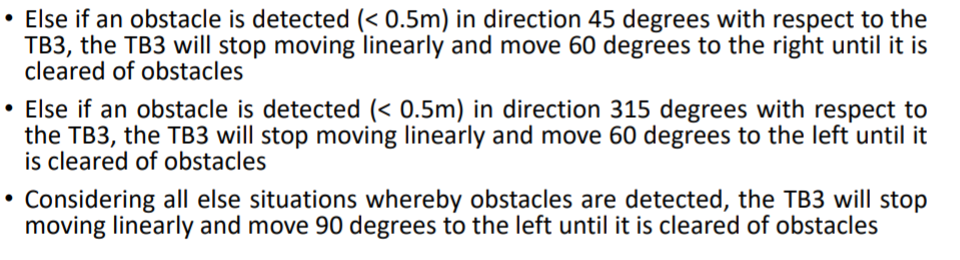 • Else if an obstacle is detected (< 0.5m) in direction 45 degrees with respect to the
TB3, the TB3 will stop moving linearly and move 60 degrees to the right until it is
cleared of obstacles
• Else if an obstacle is detected (< 0.5m) in direction 315 degrees with respect to
the TB3, the TB3 will stop moving linearly and move 60 degrees to the left until it
is cleared of obstacles
• Considering all else situations whereby obstacles are detected, the TB3 will stop
moving linearly and move 90 degrees to the left until it is cleared of obstacles